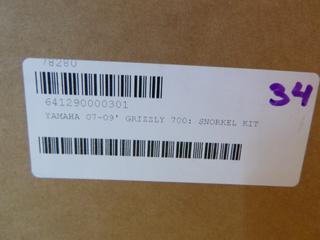 78280
641290000301
34
YAMAHA 07-09' GRIZZLY 700: SNORKEL KIT